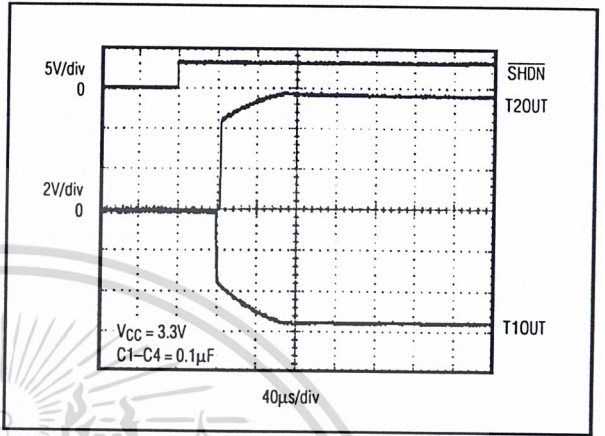 5V/div
0
SHDN
T2OUT
2V/div
0
T1OUT
VCC = 3.3V
C1–C4 = 0.1µF
40µs/div